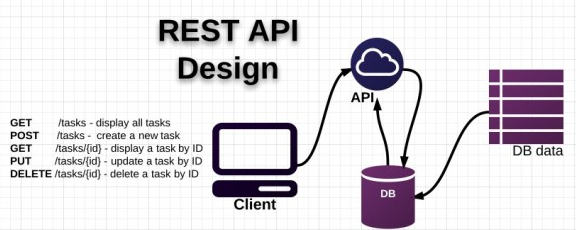 REST API
Design
API
GET /tasks - display all tasks
POST /tasks - create a new task
GET /tasks/{id} - display a task by ID
PUT /tasks/{id} - update a task by ID
DELETE /tasks/{id} - delete a task by ID
Client
DB
DB data